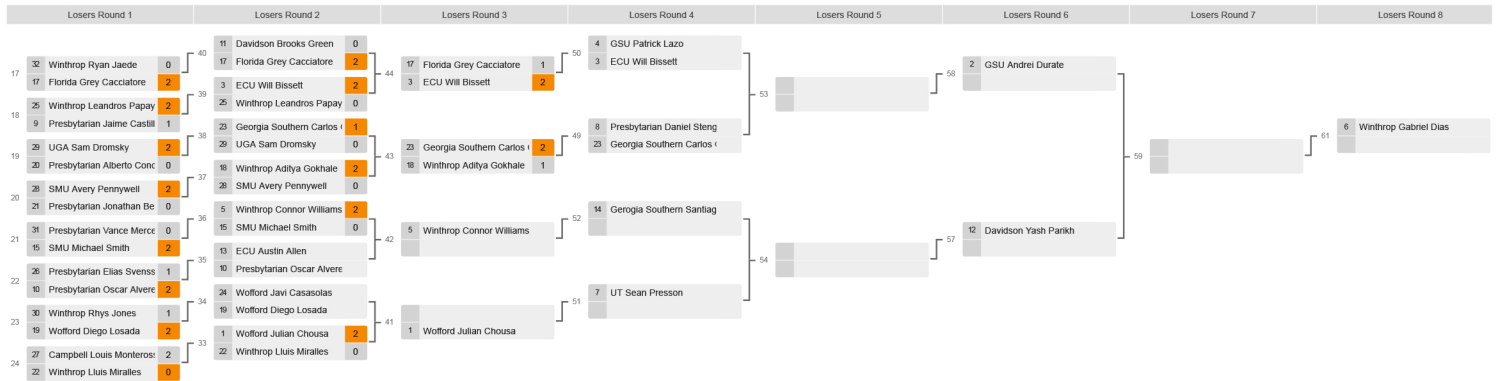 Losers Round 1
Losers Round 2
Losers Round 3
Losers Round 4
Losers Round 5
Losers Round 6
Losers Round 7
Losers Round 8
17
32 Winthrop Ryan Jaede 0
17 Florida Grey Cacciatore 2
18
25 Winthrop Leandros Papay 2
9 Presbyterian Jaime Castill 1
19
29 UGA Sam Dromsky 2
20 Presbyterian Alberto Conc 0
20
28 SMU Avery Pennywell 2
21 Presbyterian Jonathan Be 0
21
31 Presbyterian Vance Merce 0
15 SMU Michael Smith 2
22
26 Presbyterian Elias Svenss 1
10 Presbyterian Oscar Alvere 2
23
30 Winthrop Rhys Jones 1
19 Wofford Diego Losada 2
24
27 Campbell Louis Monteross 2
22 Winthrop Lluis Miralles 0
40
11 Davidson Brooks Green 0
17 Florida Grey Cacciatore 2
39
3 ECU Will Bissett 2
25 Winthrop Leandros Papay 0
38
23 Georgia Southern Carlos ( 1
29 UGA Sam Dromsky 0
37
18 Winthrop Aditya Gokhale 2
28 SMU Avery Pennywell 0
36
5 Winthrop Connor Williams 2
15 SMU Michael Smith 0
35
13 ECU Austin Allen
10 Presbyterian Oscar Alvere
34
24 Wofford Javi Casasolas
19 Wofford Diego Losada
33
1 Wofford Julian Chousa 2
22 Winthrop Lluis Miralles 0
44
17 Florida Grey Cacciatore 1
3 ECU Will Bissett 2
43
23 Georgia Southern Carlos ( 2
18 Winthrop Aditya Gokhale 1
42
5 Winthrop Connor Williams
41
1 Wofford Julian Chousa
50
4 GSU Patrick Lazo
3 ECU Will Bissett
49
8 Presbyterian Daniel Steng
23 Georgia Southern Carlos (
52
14 Gerogia Southern Santiag
51
7 UT Sean Presson
53
54
58
2 GSU Andrei Durate
57
12 Davidson Yash Parikh
59
61
6 Winthrop Gabriel Dias